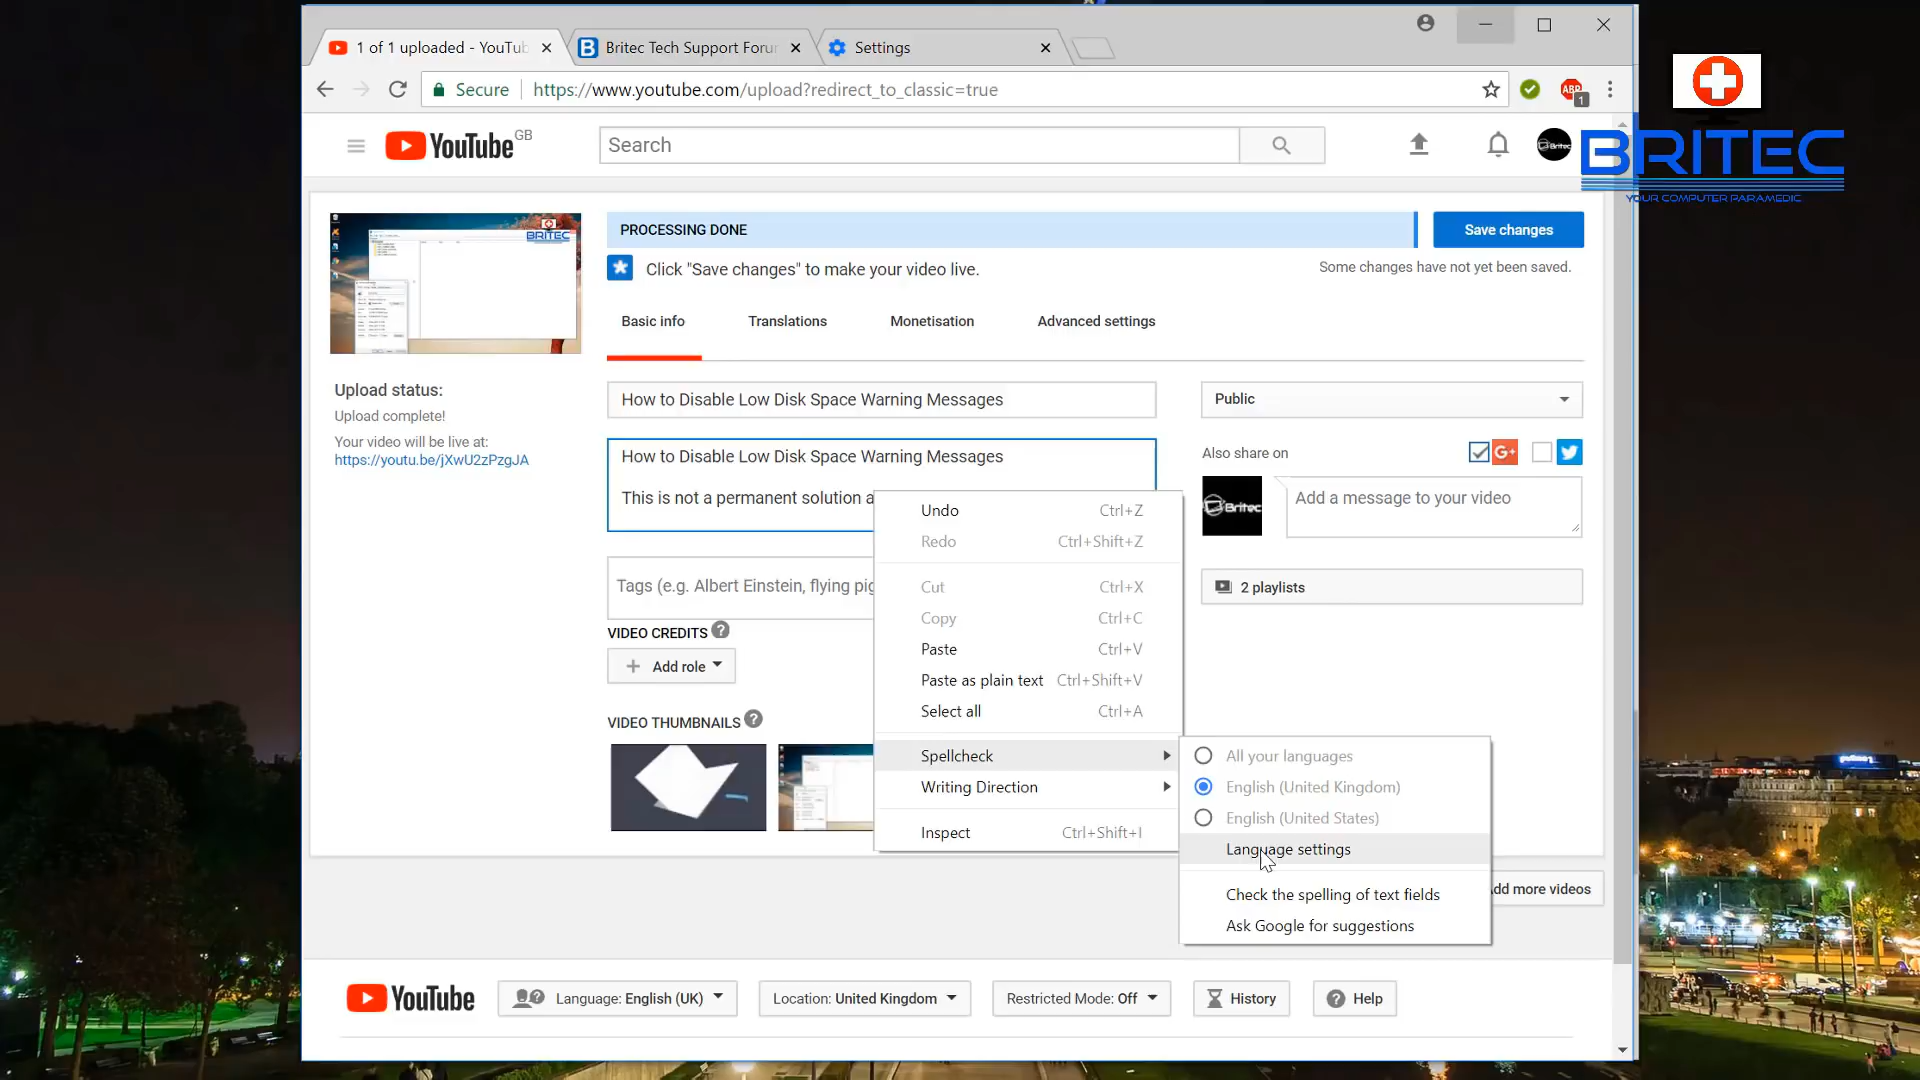 1 of 1 uploaded - YouTub
Britec Tech Support Forun
Settings
Secure
https://www.youtube.com/upload?redirect_to_classic=true
ABP
1
YouTube GB
Search
Britec
BRITEC
YOUR COMPUTER PARAMEDIC
BRITEC
PROCESSING DONE
Save changes
Click "Save changes" to make your video live.
Some changes have not yet been saved.
Basic info
Translations
Monetisation
Advanced settings
Upload status:
Upload complete!
Your video will be live at:
https://youtu.be/jXwU2zPzgJA
How to Disable Low Disk Space Warning Messages
Public
How to Disable Low Disk Space Warning Messages
This is not a permanent solution a
Also share on
G+
Britec
Add a message to your video
Tags (e.g. Albert Einstein, flying pig
2 playlists
VIDEO CREDITS ?
+ Add role
VIDEO THUMBNAILS ?
Undo Ctrl+Z
Redo Ctrl+Shift+Z
Cut Ctrl+X
Copy Ctrl+C
Paste Ctrl+V
Paste as plain text Ctrl+Shift+V
Select all Ctrl+A
Spellcheck
Writing Direction
Inspect Ctrl+Shift+I
All your languages
English (United Kingdom)
English (United States)
Language settings
Check the spelling of text fields
Ask Google for suggestions
dd more videos
YouTube
Language: English (UK)
Location: United Kingdom
Restricted Mode: Off
History
Help